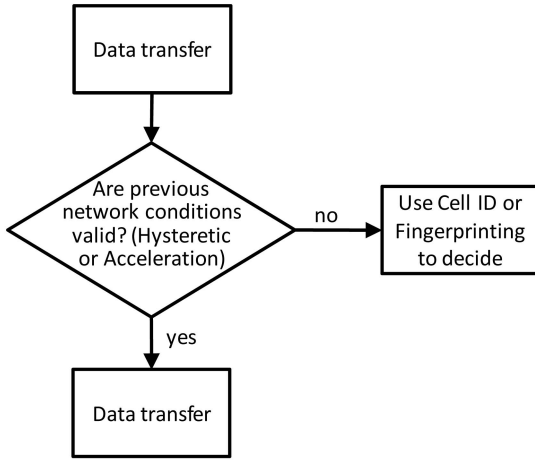 Data transfer
Are previous
network conditions
valid? (Hysteretic
or Acceleration)
no
Use Cell ID or
Fingerprinting
to decide
yes
Data transfer